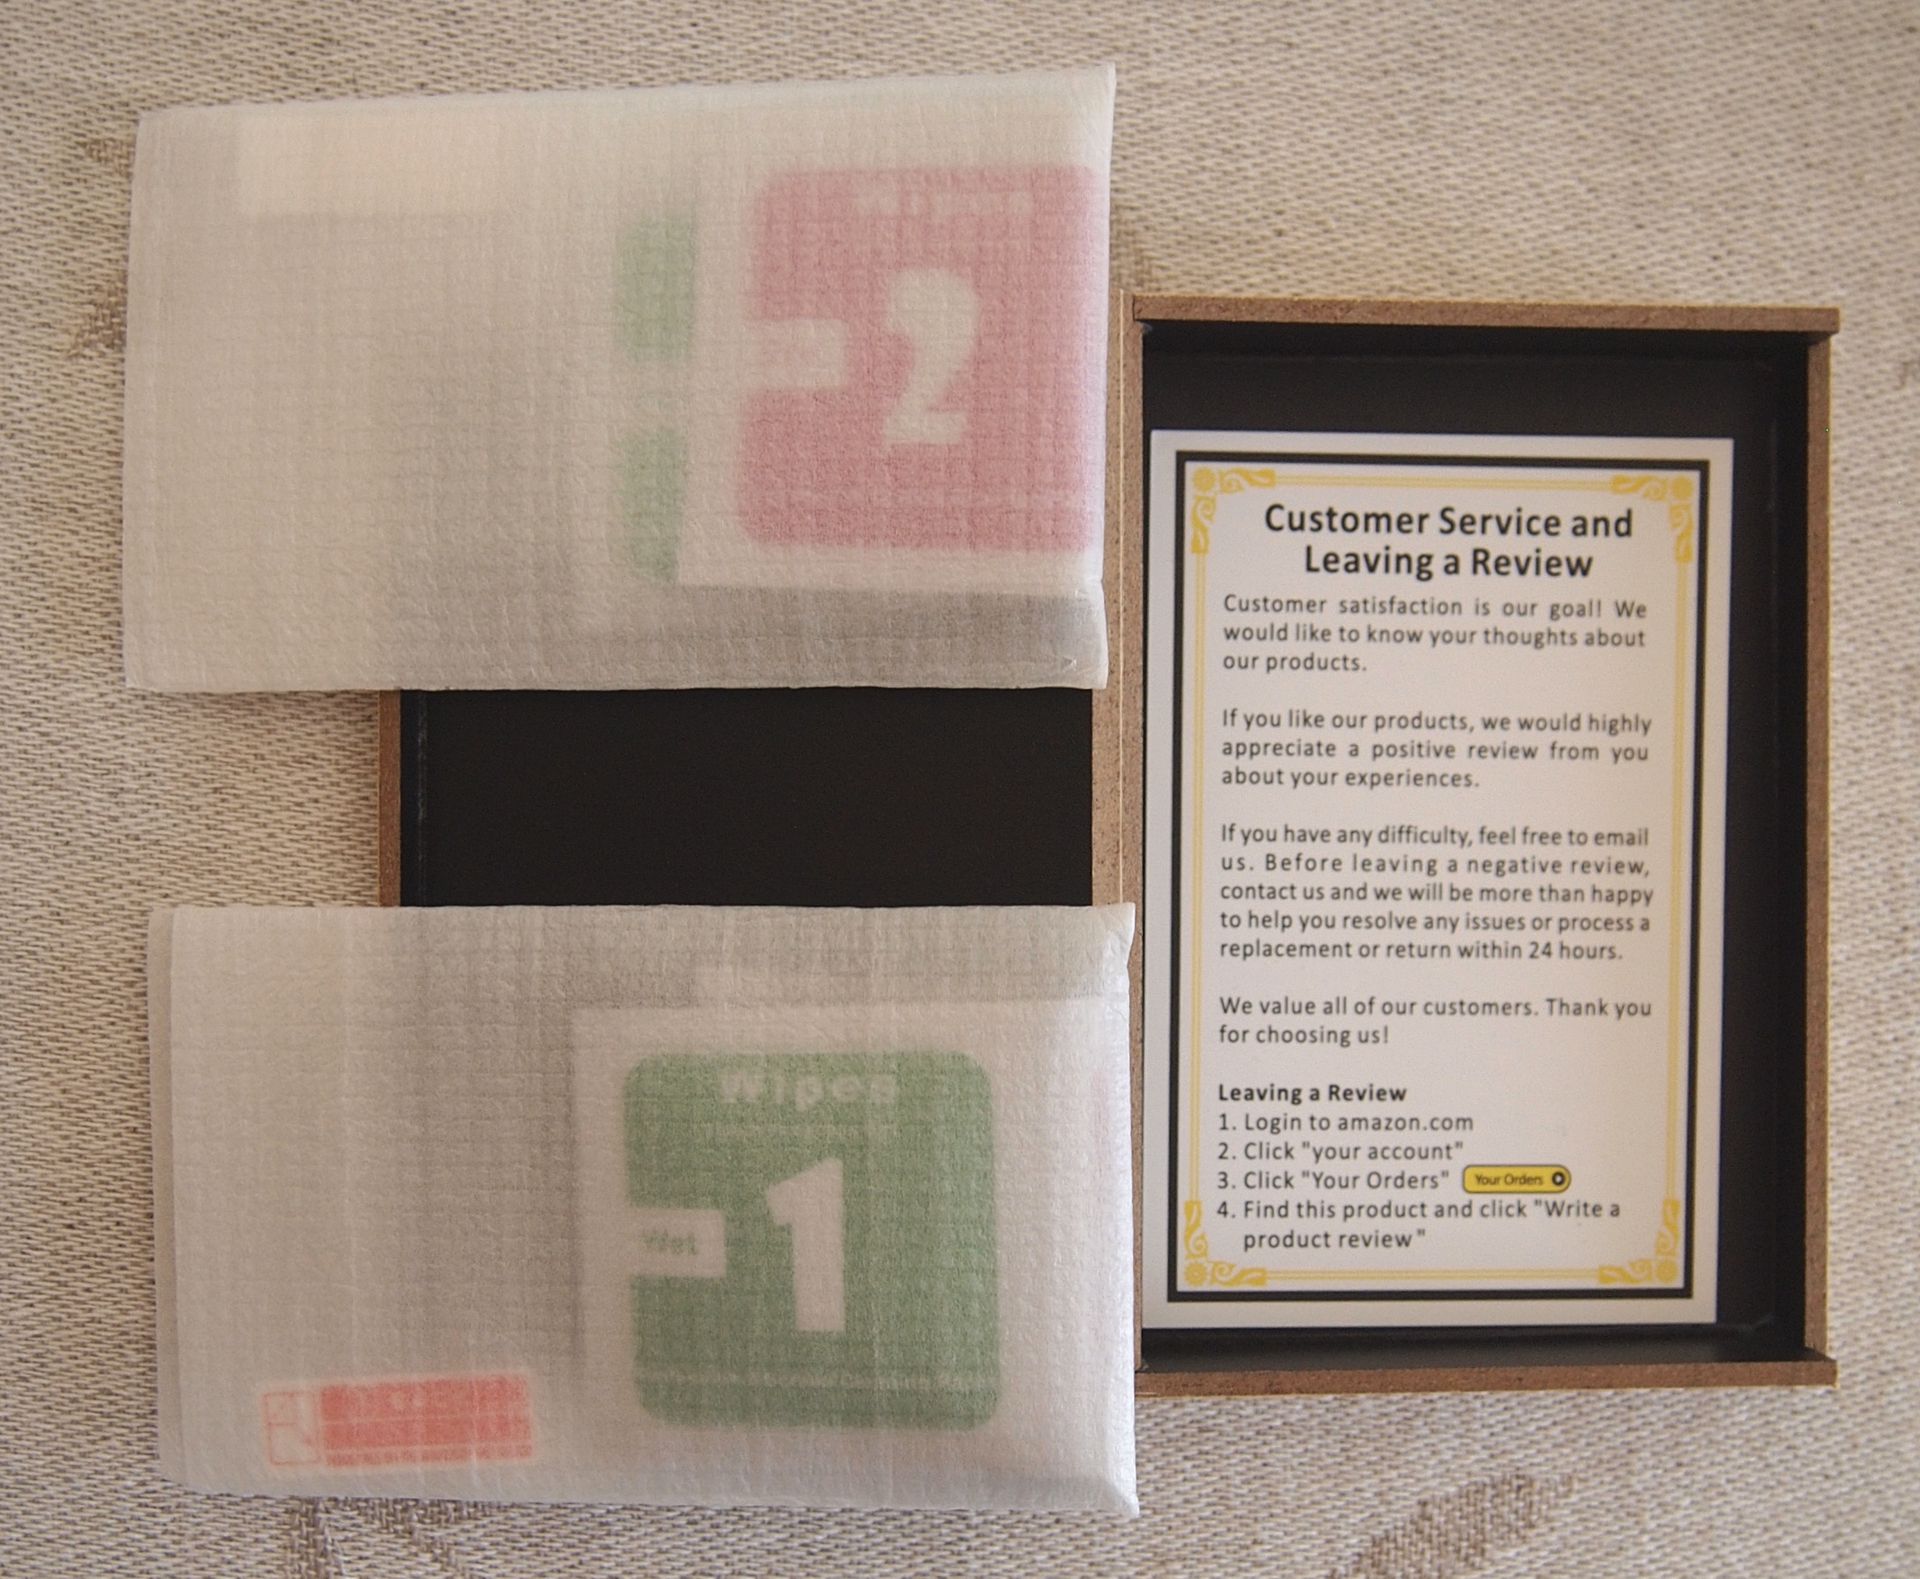 Wipes
2
Customer Service and
Leaving a Review
Customer satisfaction is our goal! We
would like to know your thoughts about
our products.
If you like our products, we would highly
appreciate a positive review from you
about your experiences.
If you have any difficulty, feel free to email
us. Before leaving a negative review,
contact us and we will be more than happy
to help you resolve any issues or process a
replacement or return within 24 hours.
We value all of our customers. Thank you
for choosing us!
Leaving a Review
1. Login to amazon.com
2. Click "your account"
3. Click "Your Orders" Your Orders
4. Find this product and click "Write a
product review"
Wipes
Wet
1